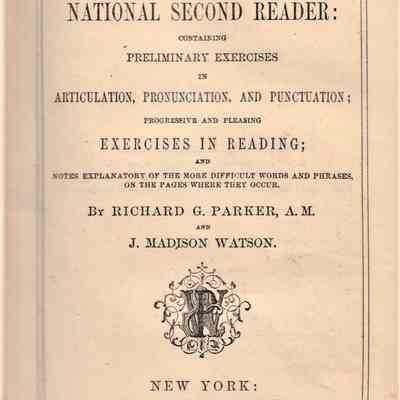 NATIONAL SECOND READER:
CONTAINING
PRELIMINARY EXERCISES
IN
ARTICULATION, PRONUNCIATION, AND PUNCTUATION;
PROGRESSIVE AND PLEASING
EXERCISES IN READING;
AND
NOTES EXPLANATORY OF THE MORE DIFFICULT WORDS AND PHRASES,
ON THE PAGES WHERE THEY OCCUR.
BY RICHARD G. PARKER, A. M.
AND
J. MADISON WATSON.
NEW YORK: